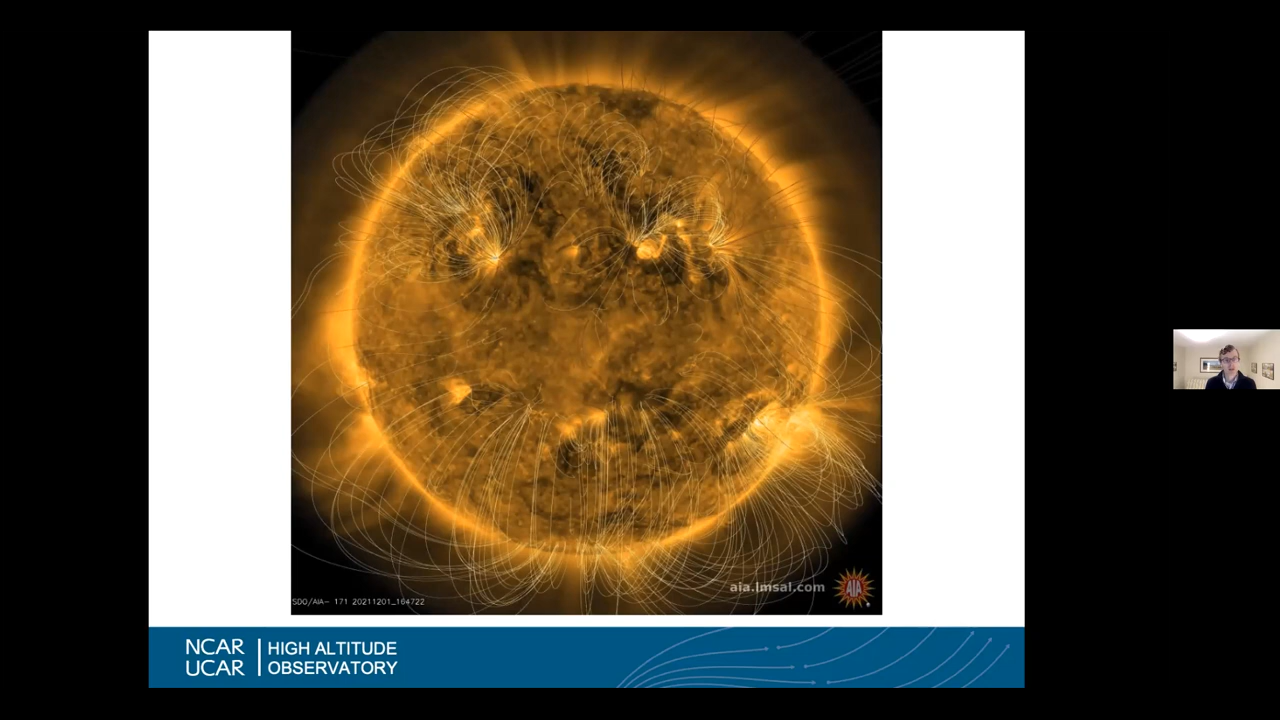 aia.lmsal.com
AIA
SDO/AIA- 171 20211201_164722
NCAR
UCAR
HIGH ALTITUDE
OBSERVATORY